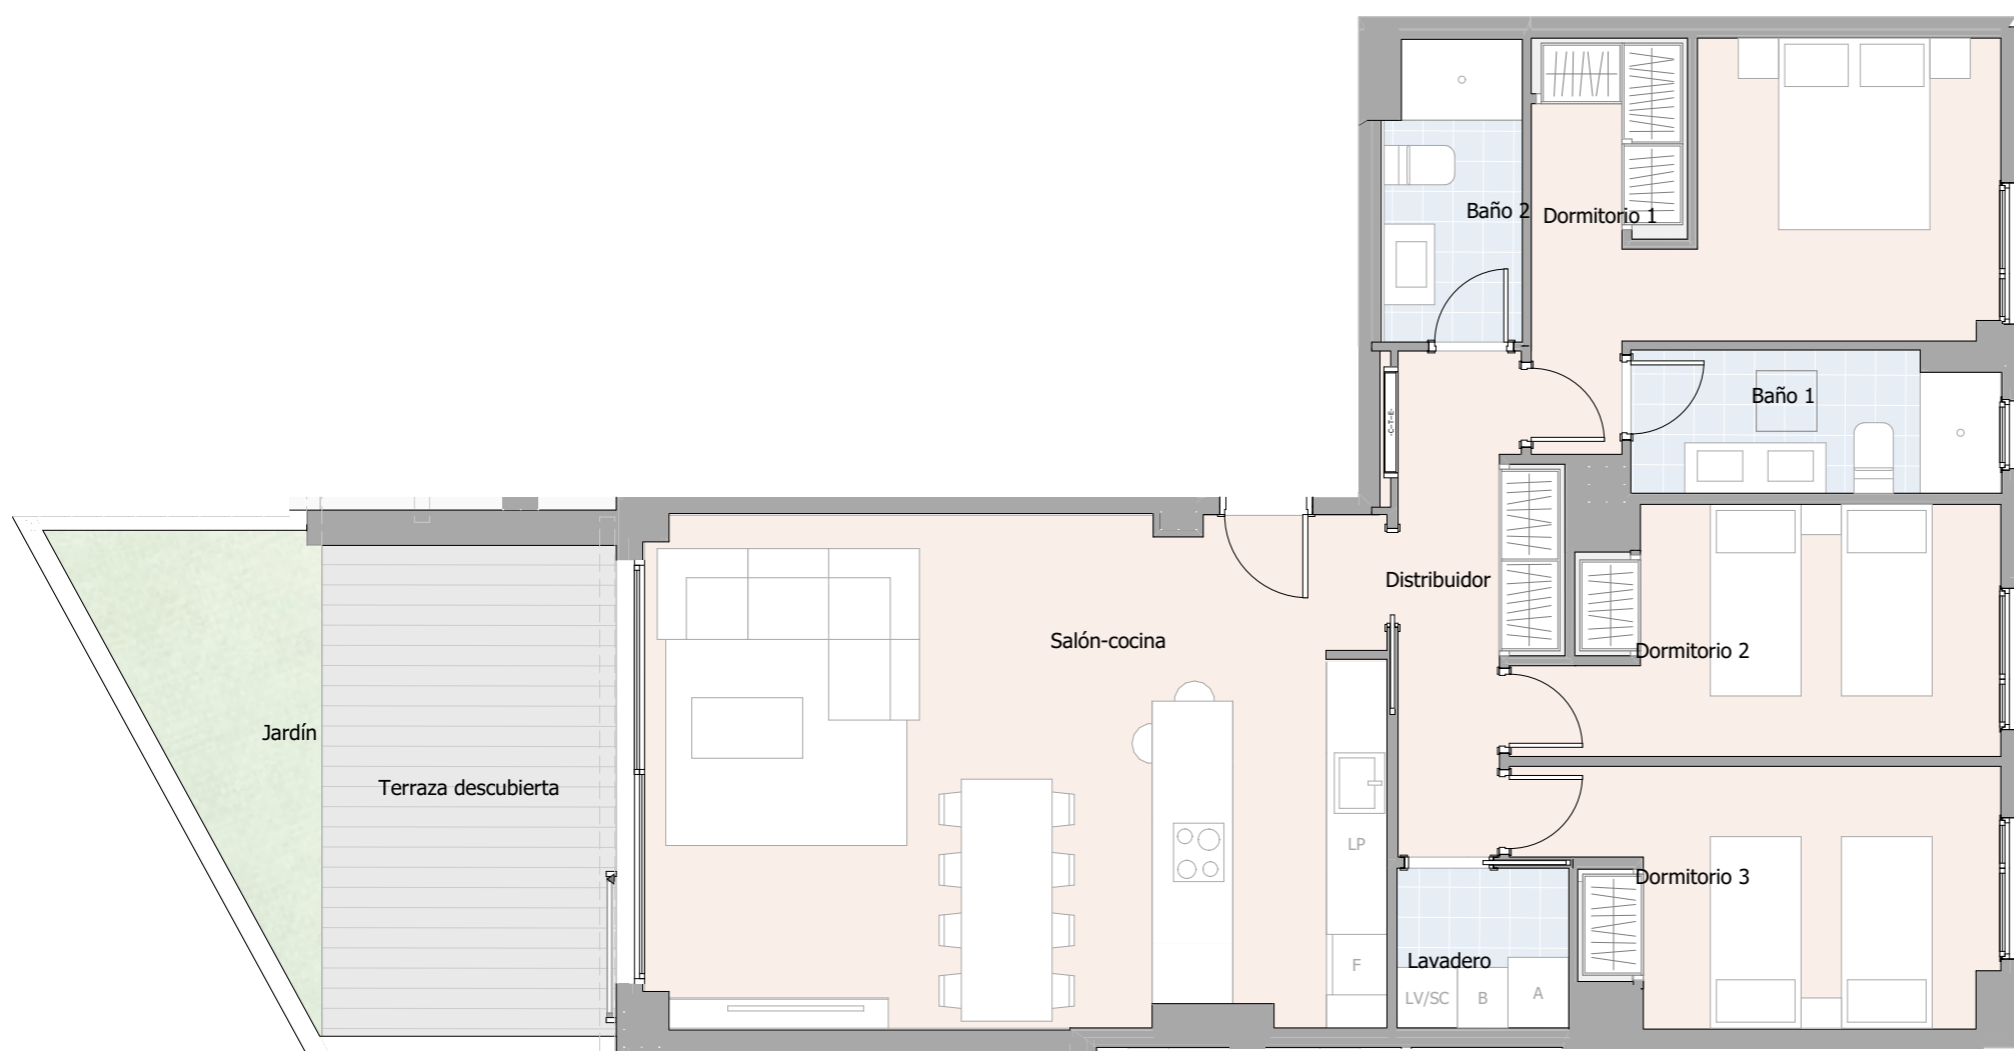 Baño 2
Dormitorio 1
Baño 1
-C-T-E-
Distribuidor
Salón-cocina
Dormitorio 2
Jardín
Terraza descubierta
LP
Dormitorio 3
Lavadero
F
LV/SC
B
A